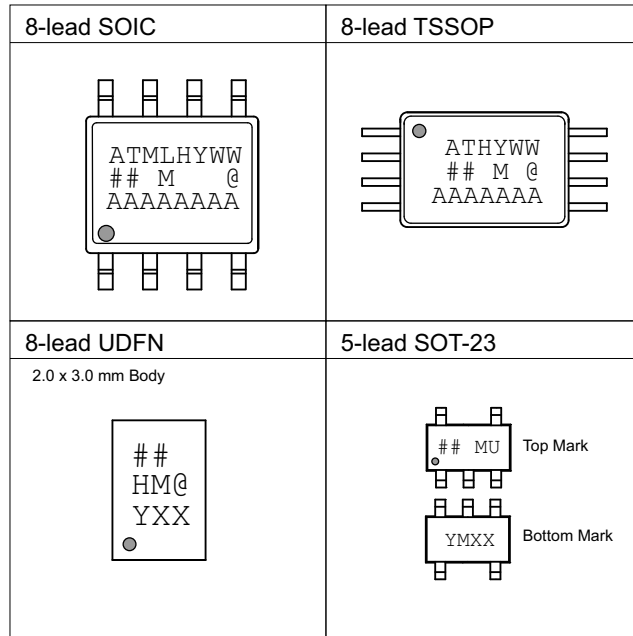 8-lead SOIC
ATMLHYWW
## M @
AAAAAAAA
8-lead TSSOP
ATHYWW
## M @
AAAAAAA
8-lead UDFN
2.0 x 3.0 mm Body
##
HM@
YXX
5-lead SOT-23
## MU
Top Mark
YMXX
Bottom Mark